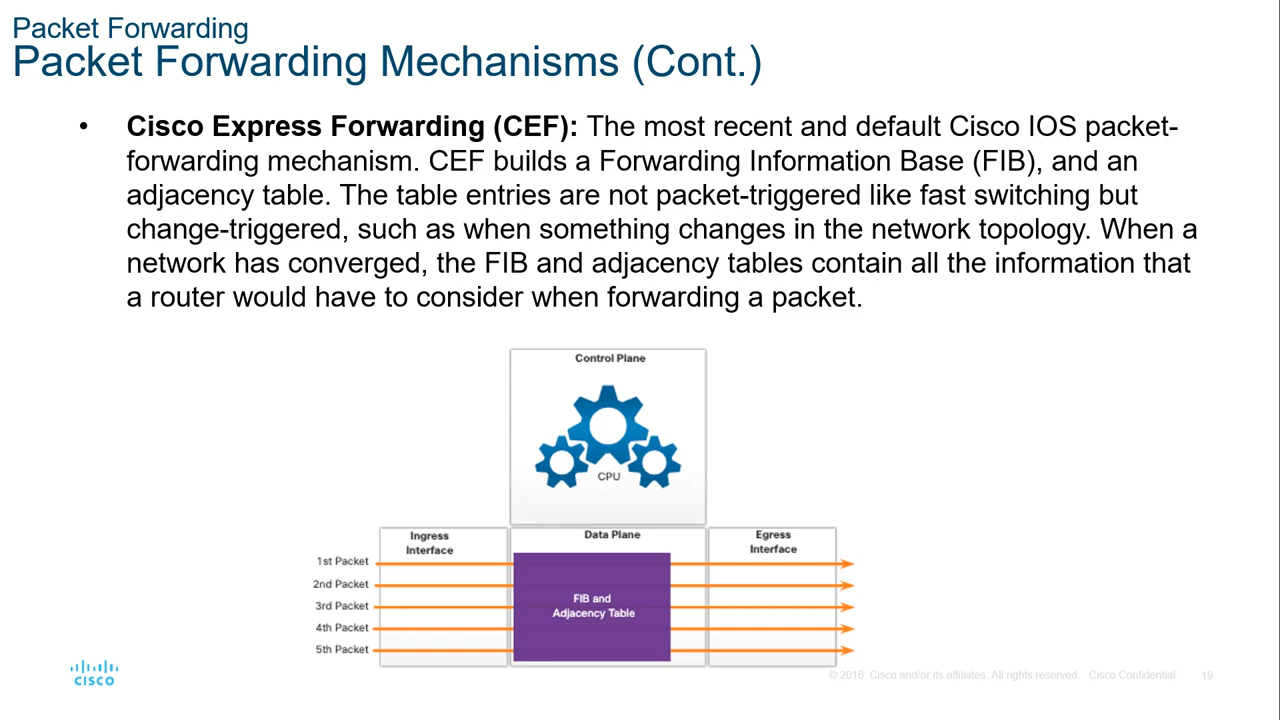 Packet Forwarding
Packet Forwarding Mechanisms (Cont.)
• Cisco Express Forwarding (CEF): The most recent and default Cisco IOS packet-
forwarding mechanism. CEF builds a Forwarding Information Base (FIB), and an
adjacency table. The table entries are not packet-triggered like fast switching but
change-triggered, such as when something changes in the network topology. When a
network has converged, the FIB and adjacency tables contain all the information that
a router would have to consider when forwarding a packet.
Control Plane
CPU
Ingress
Interface
Data Plane
Egress
Interface
1st Packet
2nd Packet
3rd Packet
4th Packet
5th Packet
FIB and
Adjacency Table
CISCO
© 2016 Cisco and/or its affiliates. All rights reserved. Cisco Confidential
19